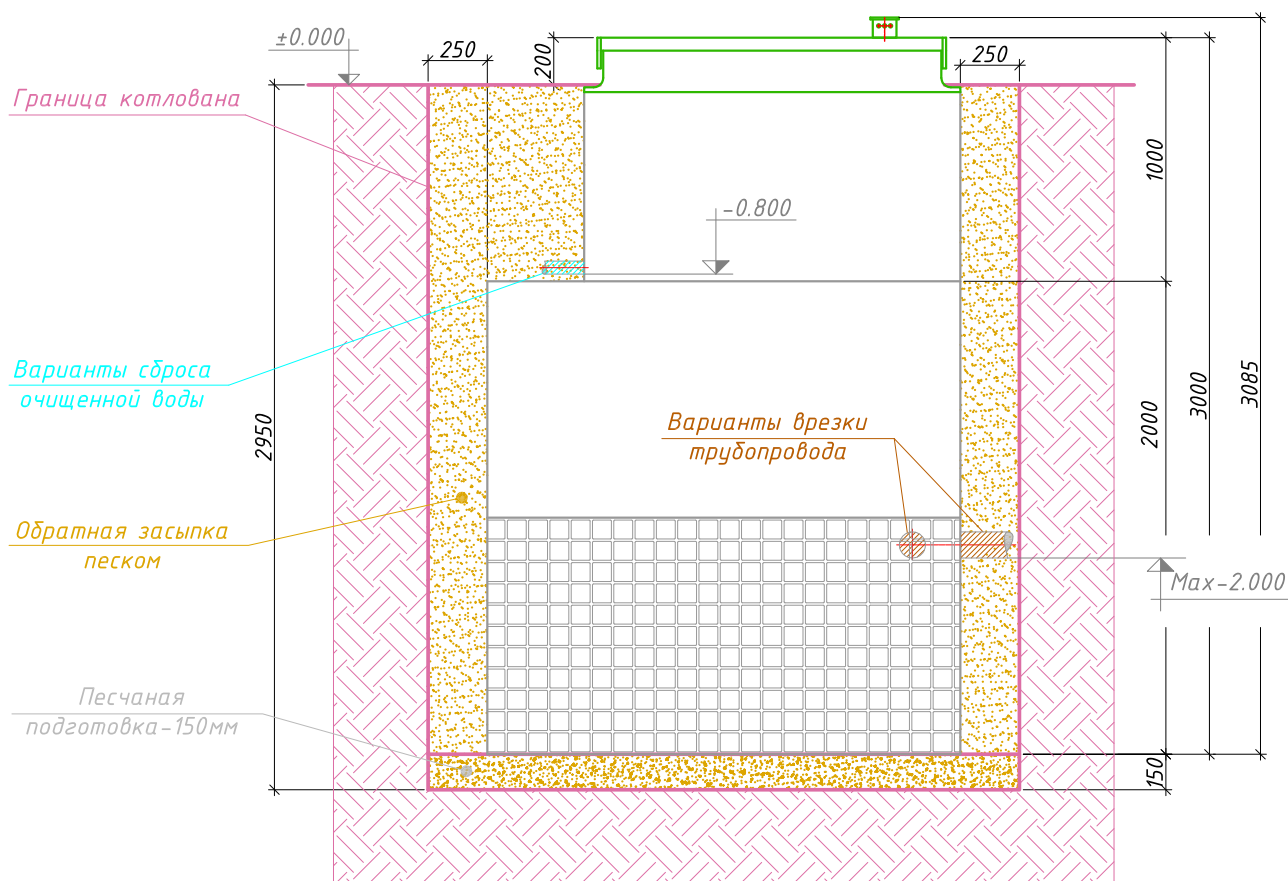 ±0.000
250
200
250
Граница котлована
1000
-0.800
Варианты сброса
очищенной воды
2950
Варианты врезки
трубопровода
2000
3000
3085
Обратная засыпка
песком
Max-2.000
Песчаная
подготовка-150мм
150